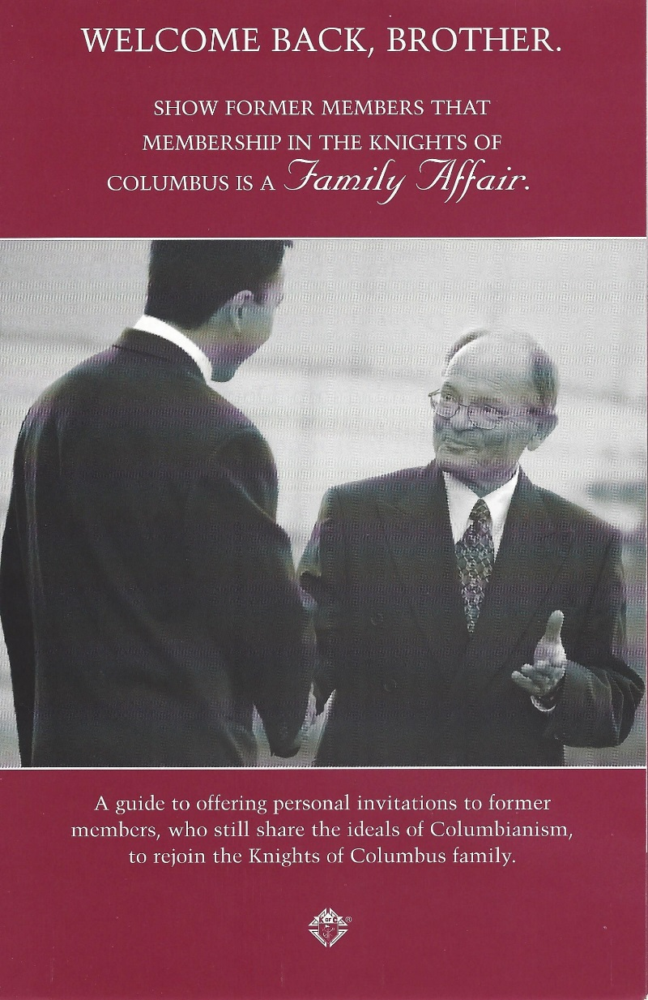 WELCOME BACK, BROTHER.
SHOW FORMER MEMBERS THAT
MEMBERSHIP IN THE KNIGHTS OF
COLUMBUS IS A Family Affair.
A guide to offering personal invitations to former
members, who still share the ideals of Columbianism,
to rejoin the Knights of Columbus family.
K OF C ®